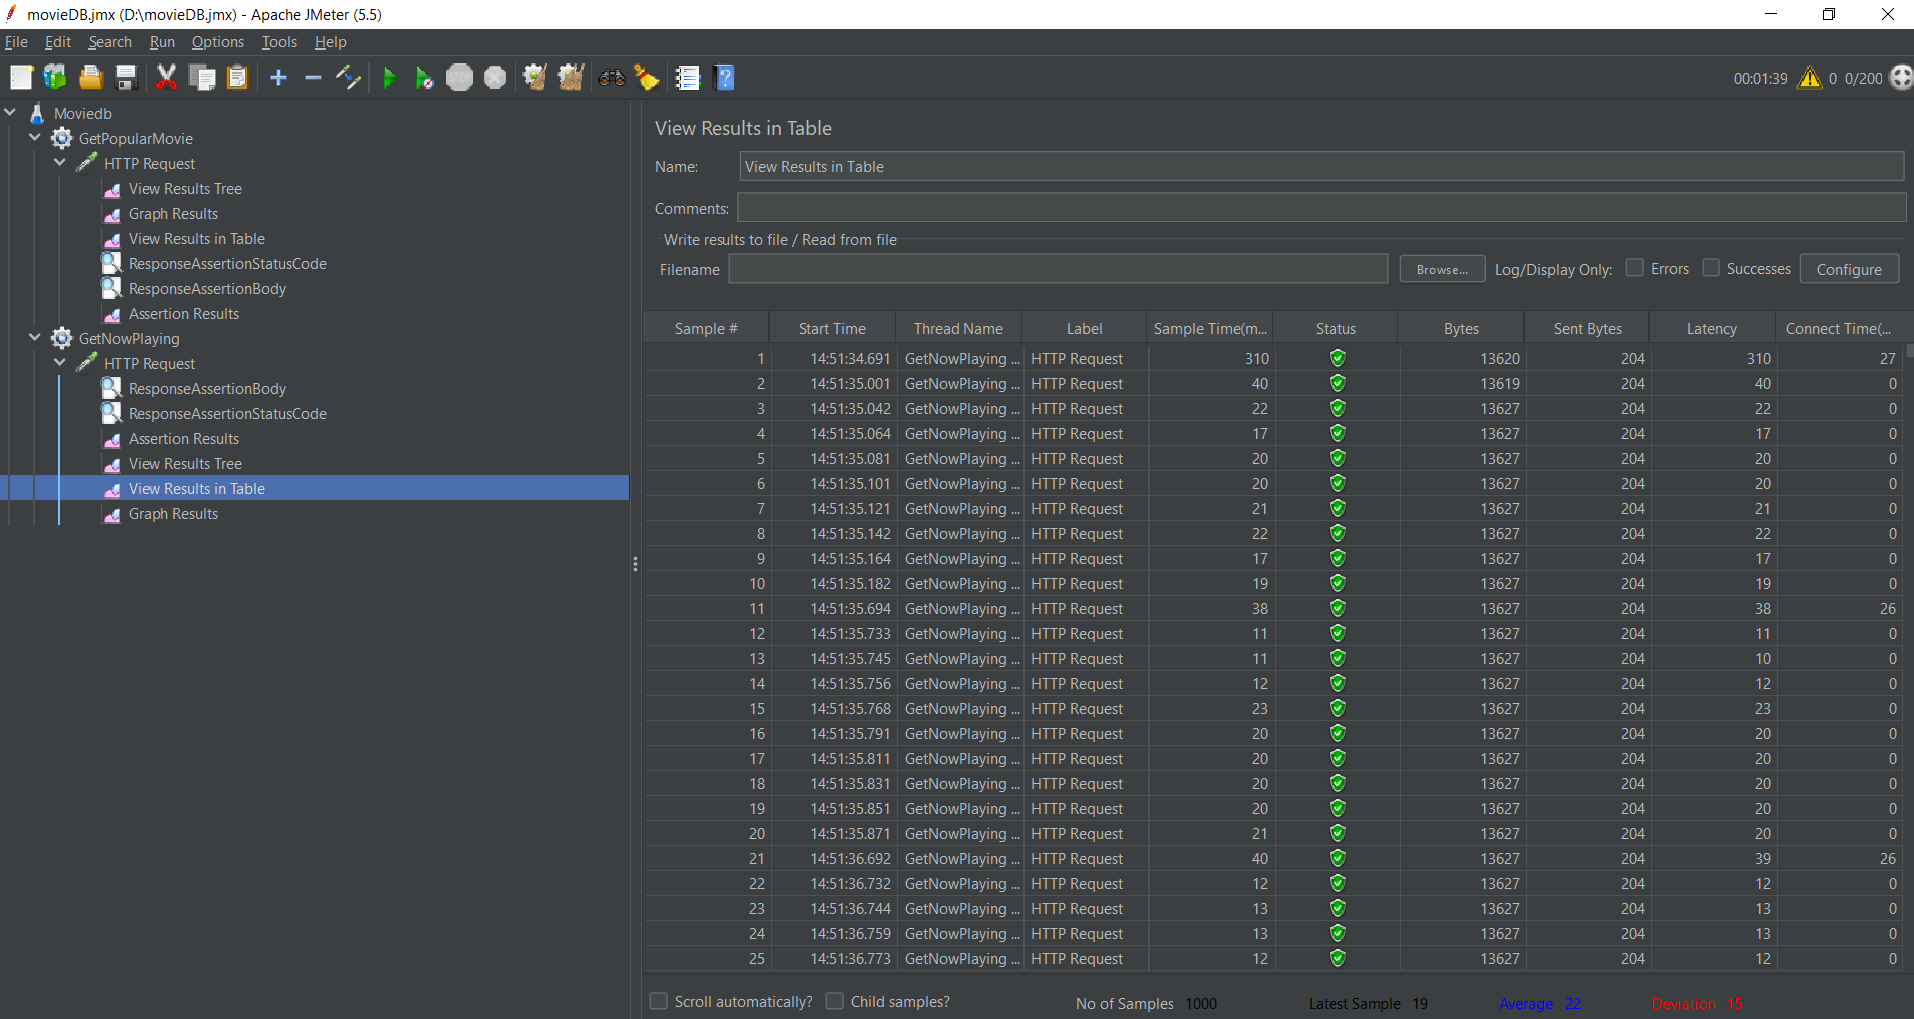 movieDB.jmx (D:\movieDB.jmx) - Apache JMeter (5.5)
File Edit Search Run Options Tools Help
STOP
00:01:39 0 0/200
Moviedb
GetPopularMovie
HTTP Request
View Results Tree
Graph Results
View Results in Table
ResponseAssertionStatusCode
ResponseAssertionBody
Assertion Results
GetNowPlaying
HTTP Request
ResponseAssertionBody
ResponseAssertionStatusCode
Assertion Results
View Results Tree
View Results in Table
Graph Results
View Results in Table
Name: View Results in Table
Comments:
Write results to file / Read from file
Filename Browse... Log/Display Only: Errors Successes Configure
Sample # Start Time Thread Name Label Sample Time(m... Status Bytes Sent Bytes Latency Connect Time(...
1 14:51:34.691 GetNowPlaying ... HTTP Request 310 13620 204 310 27
2 14:51:35.001 GetNowPlaying ... HTTP Request 40 13619 204 40 0
3 14:51:35.042 GetNowPlaying ... HTTP Request 22 13627 204 22 0
4 14:51:35.064 GetNowPlaying ... HTTP Request 17 13627 204 17 0
5 14:51:35.081 GetNowPlaying ... HTTP Request 20 13627 204 20 0
6 14:51:35.101 GetNowPlaying ... HTTP Request 20 13627 204 20 0
7 14:51:35.121 GetNowPlaying ... HTTP Request 21 13627 204 21 0
8 14:51:35.142 GetNowPlaying ... HTTP Request 22 13627 204 22 0
9 14:51:35.164 GetNowPlaying ... HTTP Request 17 13627 204 17 0
10 14:51:35.182 GetNowPlaying ... HTTP Request 19 13627 204 19 0
11 14:51:35.694 GetNowPlaying ... HTTP Request 38 13627 204 38 26
12 14:51:35.733 GetNowPlaying ... HTTP Request 11 13627 204 11 0
13 14:51:35.745 GetNowPlaying ... HTTP Request 11 13627 204 10 0
14 14:51:35.756 GetNowPlaying ... HTTP Request 12 13627 204 12 0
15 14:51:35.768 GetNowPlaying ... HTTP Request 23 13627 204 23 0
16 14:51:35.791 GetNowPlaying ... HTTP Request 20 13627 204 20 0
17 14:51:35.811 GetNowPlaying ... HTTP Request 20 13627 204 20 0
18 14:51:35.831 GetNowPlaying ... HTTP Request 20 13627 204 20 0
19 14:51:35.851 GetNowPlaying ... HTTP Request 20 13627 204 20 0
20 14:51:35.871 GetNowPlaying ... HTTP Request 21 13627 204 20 0
21 14:51:36.692 GetNowPlaying ... HTTP Request 40 13627 204 39 26
22 14:51:36.732 GetNowPlaying ... HTTP Request 12 13627 204 12 0
23 14:51:36.744 GetNowPlaying ... HTTP Request 13 13627 204 13 0
24 14:51:36.759 GetNowPlaying ... HTTP Request 13 13627 204 13 0
25 14:51:36.773 GetNowPlaying ... HTTP Request 12 13627 204 12 0
Scroll automatically? Child samples? No of Samples 1000 Latest Sample 19 Average 22 Deviation 15